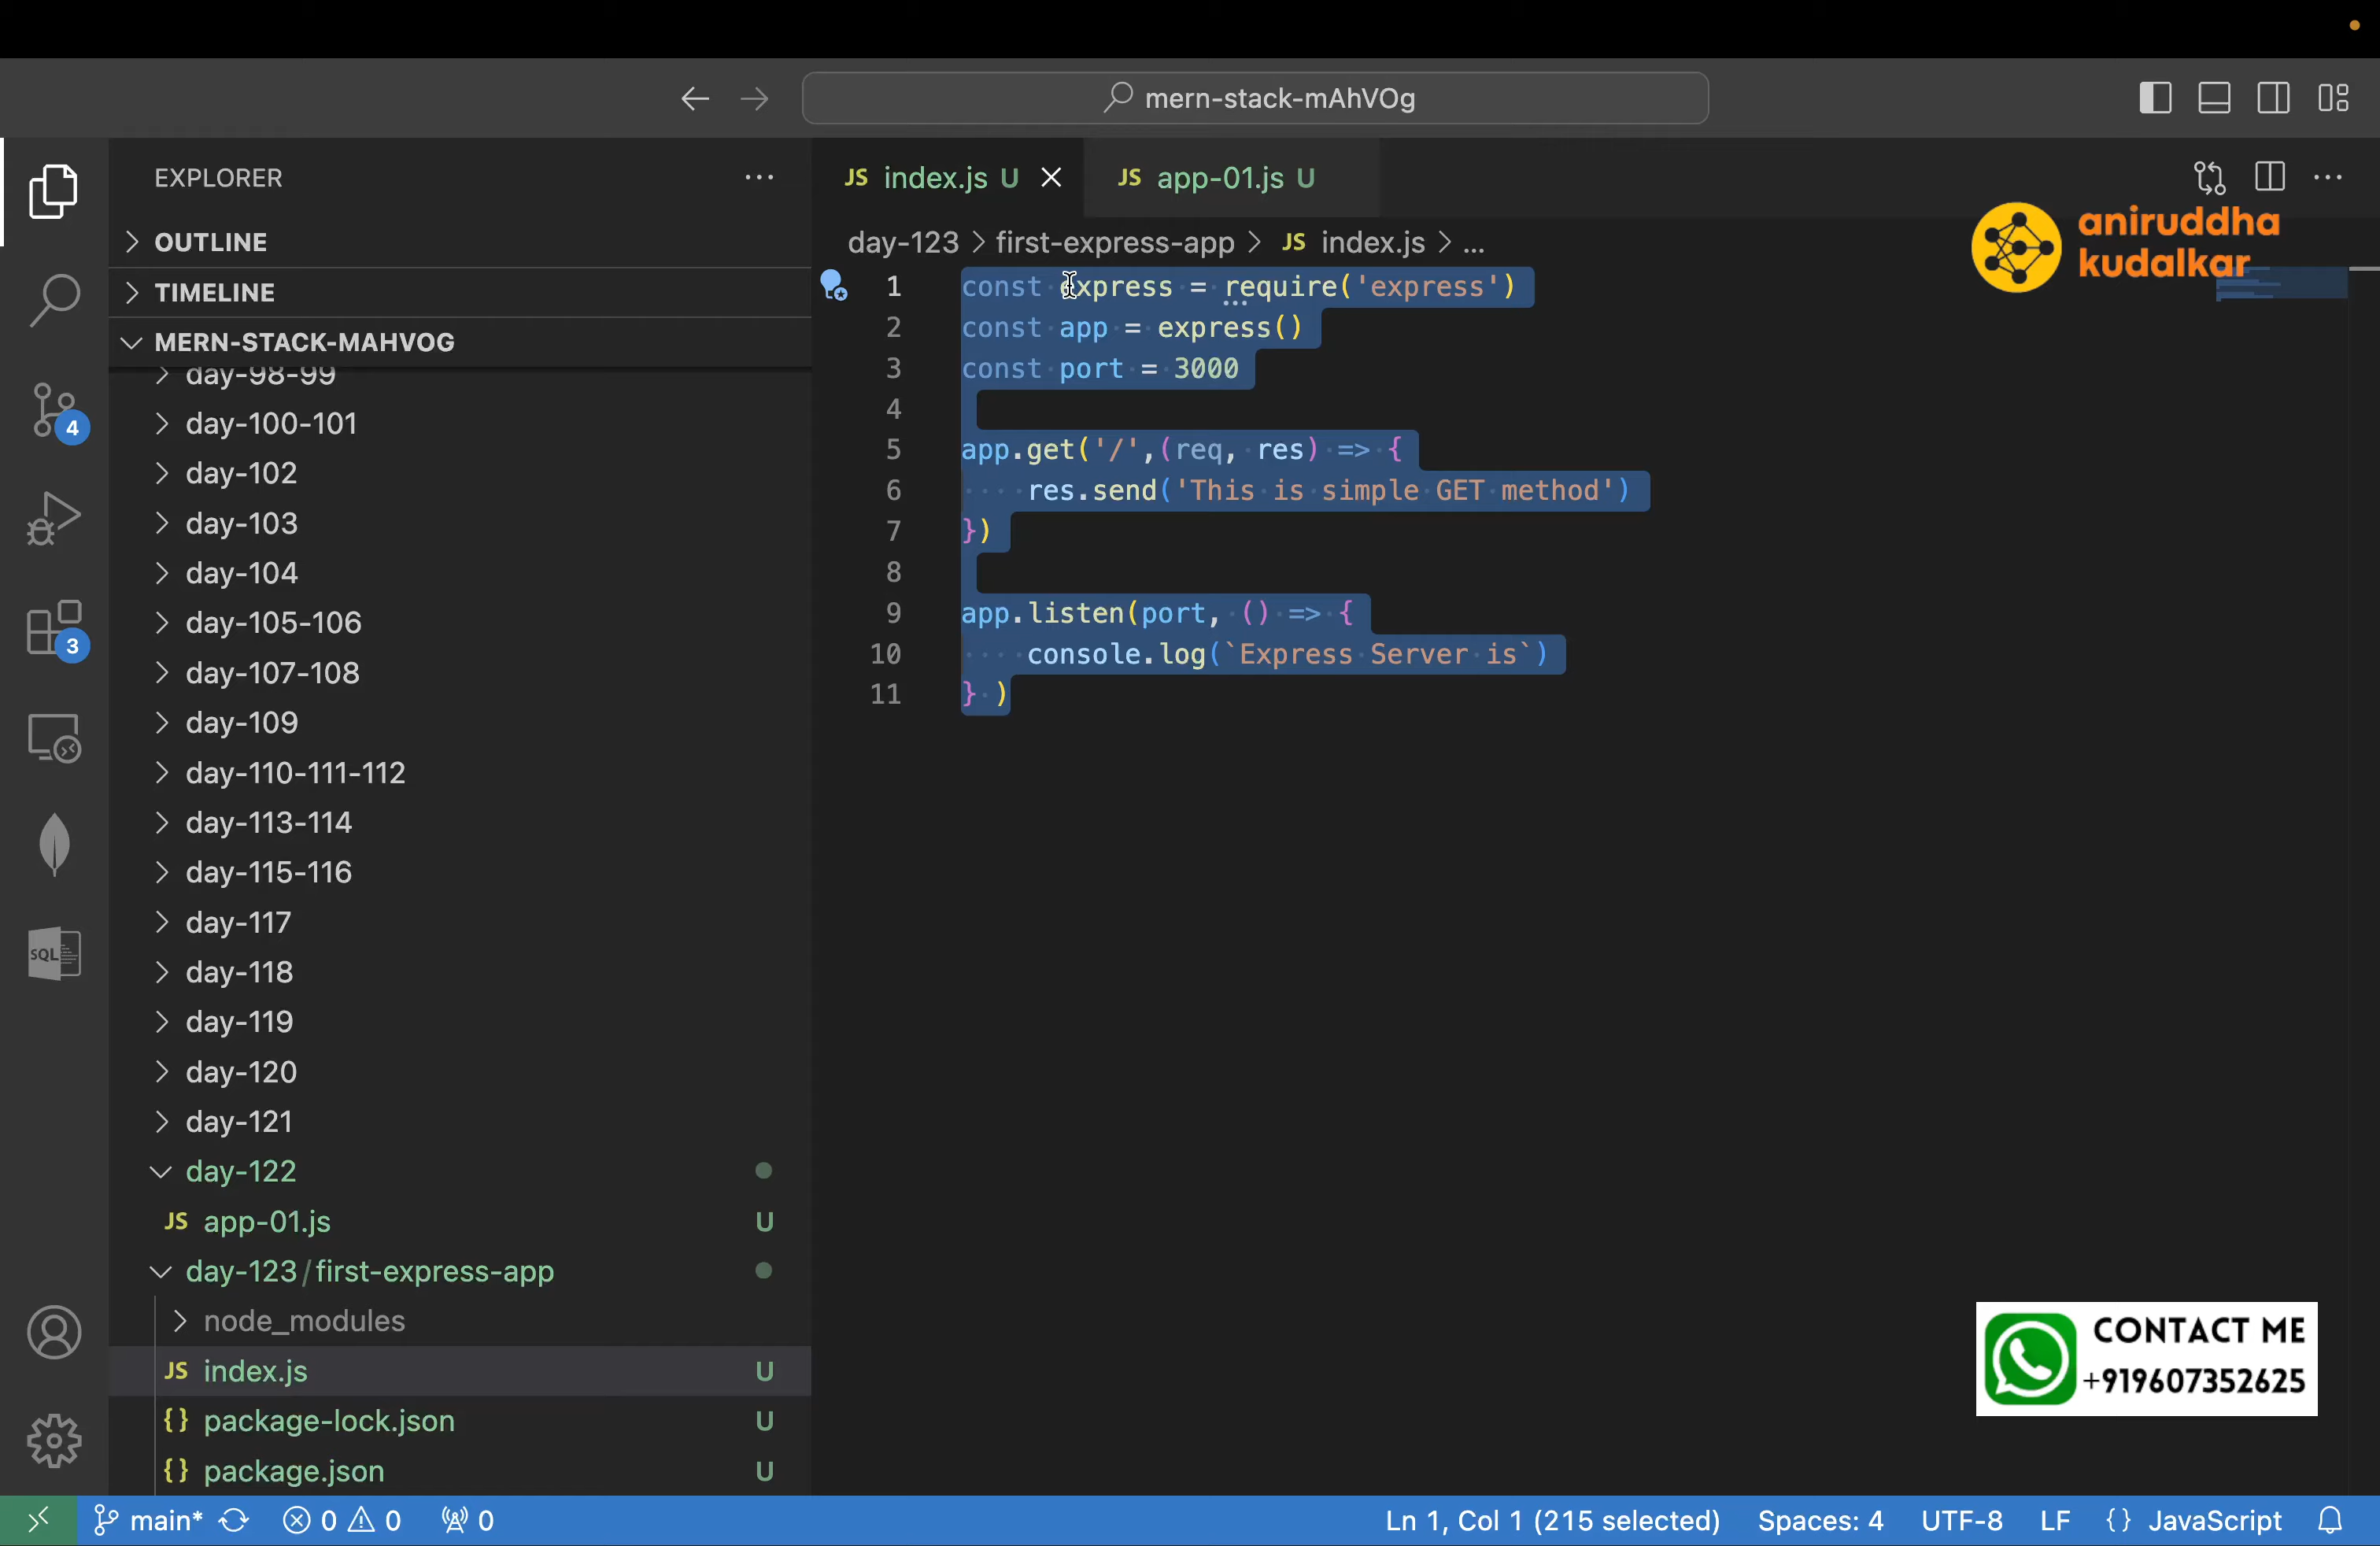 mern-stack-mAhVOg
EXPLORER
OUTLINE
TIMELINE
MERN-STACK-MAHVOG
day-98-99
day-100-101
day-102
day-103
day-104
day-105-106
day-107-108
day-109
day-110-111-112
day-113-114
day-115-116
day-117
day-118
day-119
day-120
day-121
day-122
JS app-01.js U
day-123/first-express-app
node_modules
JS index.js U
{} package-lock.json U
{} package.json U
4
3
SQL
JS index.js U
JS app-01.js U
day-123 > first-express-app > JS index.js > ...
aniruddha
kudalkar
1 const express = require('express')
2 const app = express()
3 const port = 3000
4
5 app.get('/',(req, res) => {
6 res.send('This is simple GET method')
7 })
8
9 app.listen(port, () => {
10 console.log(`Express Server is`)
11 } )
CONTACT ME
+919607352625
main* 0 0 0
Ln 1, Col 1 (215 selected) Spaces: 4 UTF-8 LF {} JavaScript